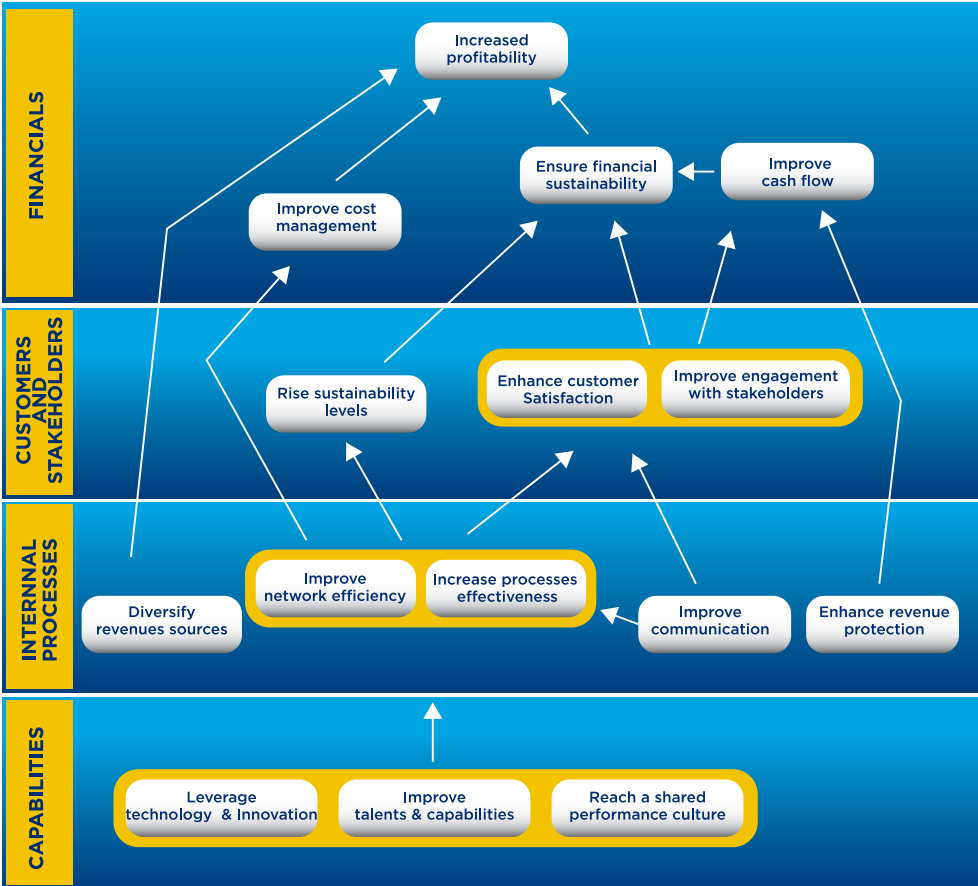 FINANCIALS
Increased
profitability
Ensure financial
sustainability
Improve
cash flow
Improve cost
management
CUSTOMERS
AND
STAKEHOLDERS
Rise sustainability
levels
Enhance customer
Satisfaction
Improve engagement
with stakeholders
INTERNNAL
PROCESSES
Diversify
revenues sources
Improve
network efficiency
Increase processes
effectiveness
Improve
communication
Enhance revenue
protection
CAPABILITIES
Leverage
technology & Innovation
Improve
talents & capabilities
Reach a shared
performance culture